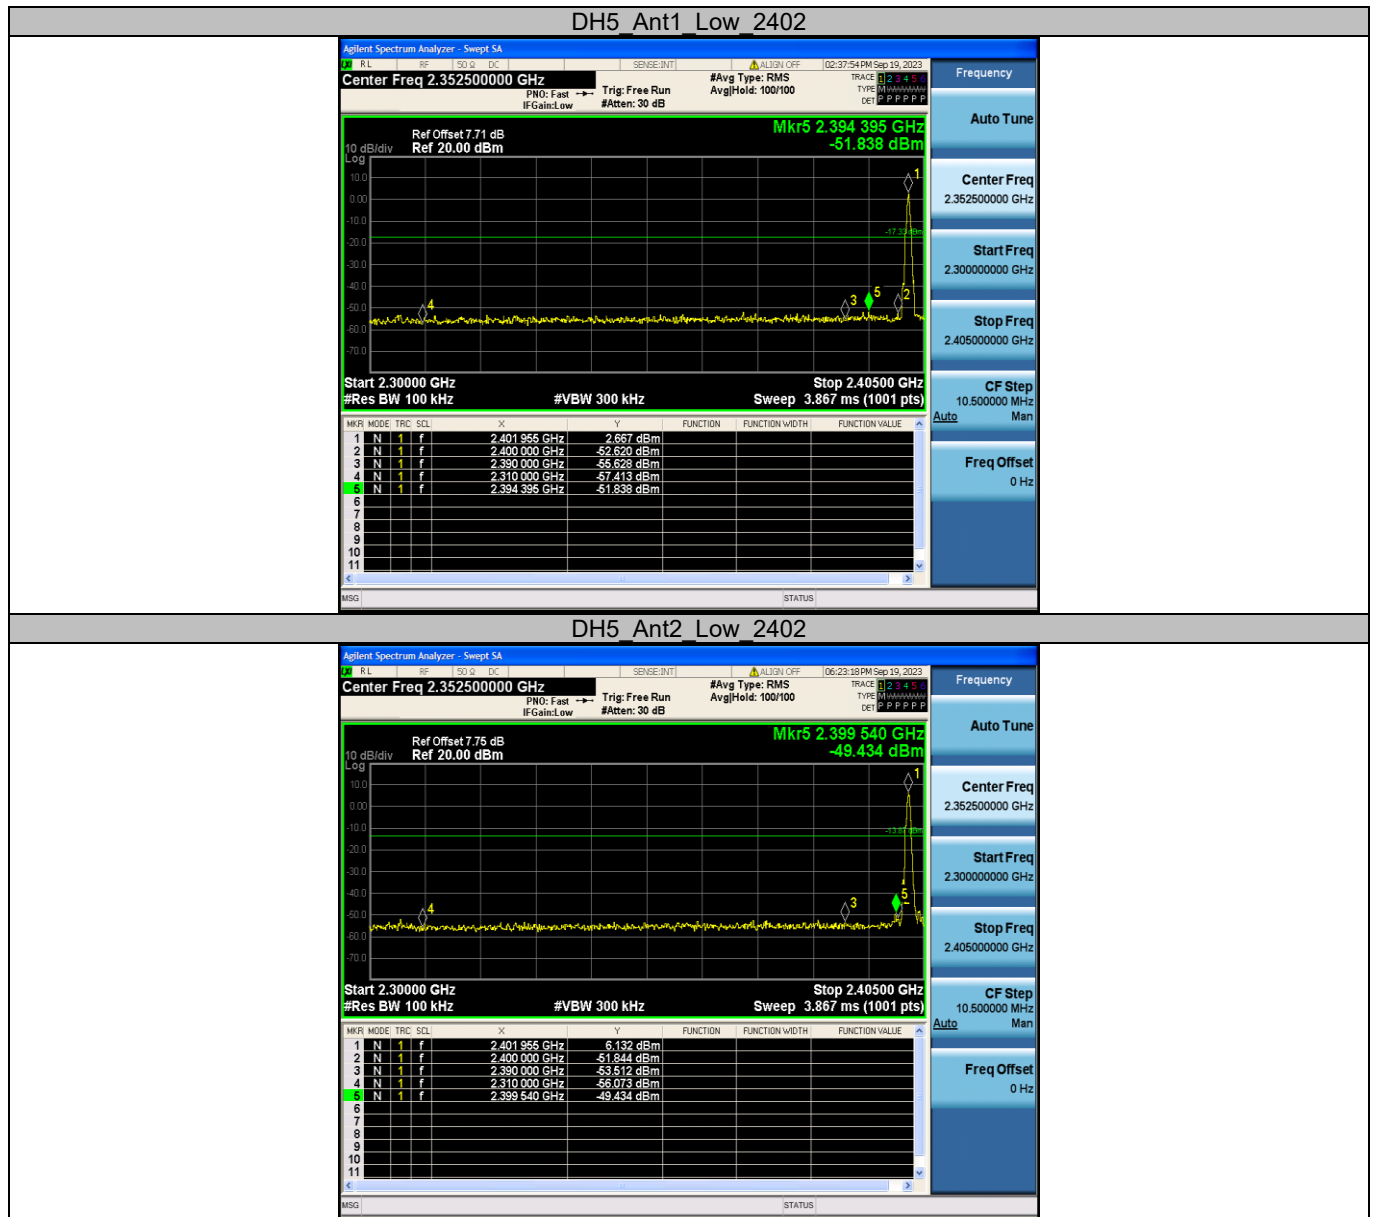 DH5_Ant1_Low_2402
Agilent Spectrum Analyzer - Swept SA
RL RF 50 Ω DC SENSE:INT ALIGN OFF 02:37:54 PM Sep 19, 2023
Center Freq 2.352500000 GHz
PNO: Fast
IFGain:Low
Trig: Free Run
#Atten: 30 dB
#Avg Type: RMS
Avg|Hold: 100/100
TRACE 1 2 3 4 5 6
TYPE M
DET P P P P P P
Mkr5 2.394 395 GHz
-51.838 dBm
Ref Offset 7.71 dB
10 dB/div Ref 20.00 dBm
Log
10.0
0.00
-10.0
-20.0
-30.0
-40.0
-50.0
-60.0
-70.0
-17.33 dBm
1
2
3
4
5
Start 2.30000 GHz Stop 2.40500 GHz
#Res BW 100 kHz #VBW 300 kHz Sweep 3.867 ms (1001 pts)
MKR MODE TRC SCL X Y FUNCTION FUNCTION WIDTH FUNCTION VALUE
1 N 1 f 2.401 955 GHz 2.667 dBm
2 N 1 f 2.400 000 GHz -52.620 dBm
3 N 1 f 2.390 000 GHz -55.628 dBm
4 N 1 f 2.310 000 GHz -57.413 dBm
5 N 1 f 2.394 395 GHz -51.838 dBm
6
7
8
9
10
11
MSG STATUS
Frequency
Auto Tune
Center Freq
2.352500000 GHz
Start Freq
2.300000000 GHz
Stop Freq
2.405000000 GHz
CF Step
10.500000 MHz
Auto Man
Freq Offset
0 Hz
DH5_Ant2_Low_2402
Agilent Spectrum Analyzer - Swept SA
RL RF 50 Ω DC SENSE:INT ALIGN OFF 06:23:18 PM Sep 19, 2023
Center Freq 2.352500000 GHz
PNO: Fast
IFGain:Low
Trig: Free Run
#Atten: 30 dB
#Avg Type: RMS
Avg|Hold: 100/100
TRACE 1 2 3 4 5 6
TYPE M
DET P P P P P P
Mkr5 2.399 540 GHz
-49.434 dBm
Ref Offset 7.75 dB
10 dB/div Ref 20.00 dBm
Log
10.0
0.00
-10.0
-20.0
-30.0
-40.0
-50.0
-60.0
-70.0
-13.87 dBm
1
3
4
5
Start 2.30000 GHz Stop 2.40500 GHz
#Res BW 100 kHz #VBW 300 kHz Sweep 3.867 ms (1001 pts)
MKR MODE TRC SCL X Y FUNCTION FUNCTION WIDTH FUNCTION VALUE
1 N 1 f 2.401 955 GHz 6.132 dBm
2 N 1 f 2.400 000 GHz -51.844 dBm
3 N 1 f 2.390 000 GHz -53.512 dBm
4 N 1 f 2.310 000 GHz -56.073 dBm
5 N 1 f 2.399 540 GHz -49.434 dBm
6
7
8
9
10
11
MSG STATUS
Frequency
Auto Tune
Center Freq
2.352500000 GHz
Start Freq
2.300000000 GHz
Stop Freq
2.405000000 GHz
CF Step
10.500000 MHz
Auto Man
Freq Offset
0 Hz